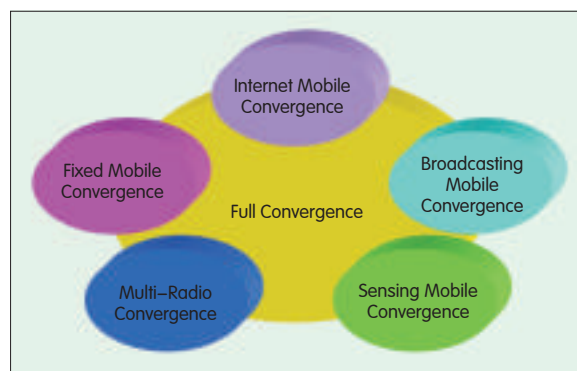 Internet Mobile
Convergence
Fixed Mobile
Convergence
Broadcasting
Mobile
Convergence
Full Convergence
Multi–Radio
Convergence
Sensing Mobile
Convergence